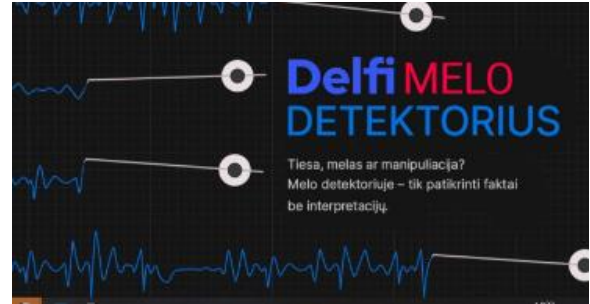 Delfi MELO
DETEKTORIUS
Tiesa, melas ar manipuliacija?
Melo detektoriuje – tik patikrinti faktai
be interpretacijų.